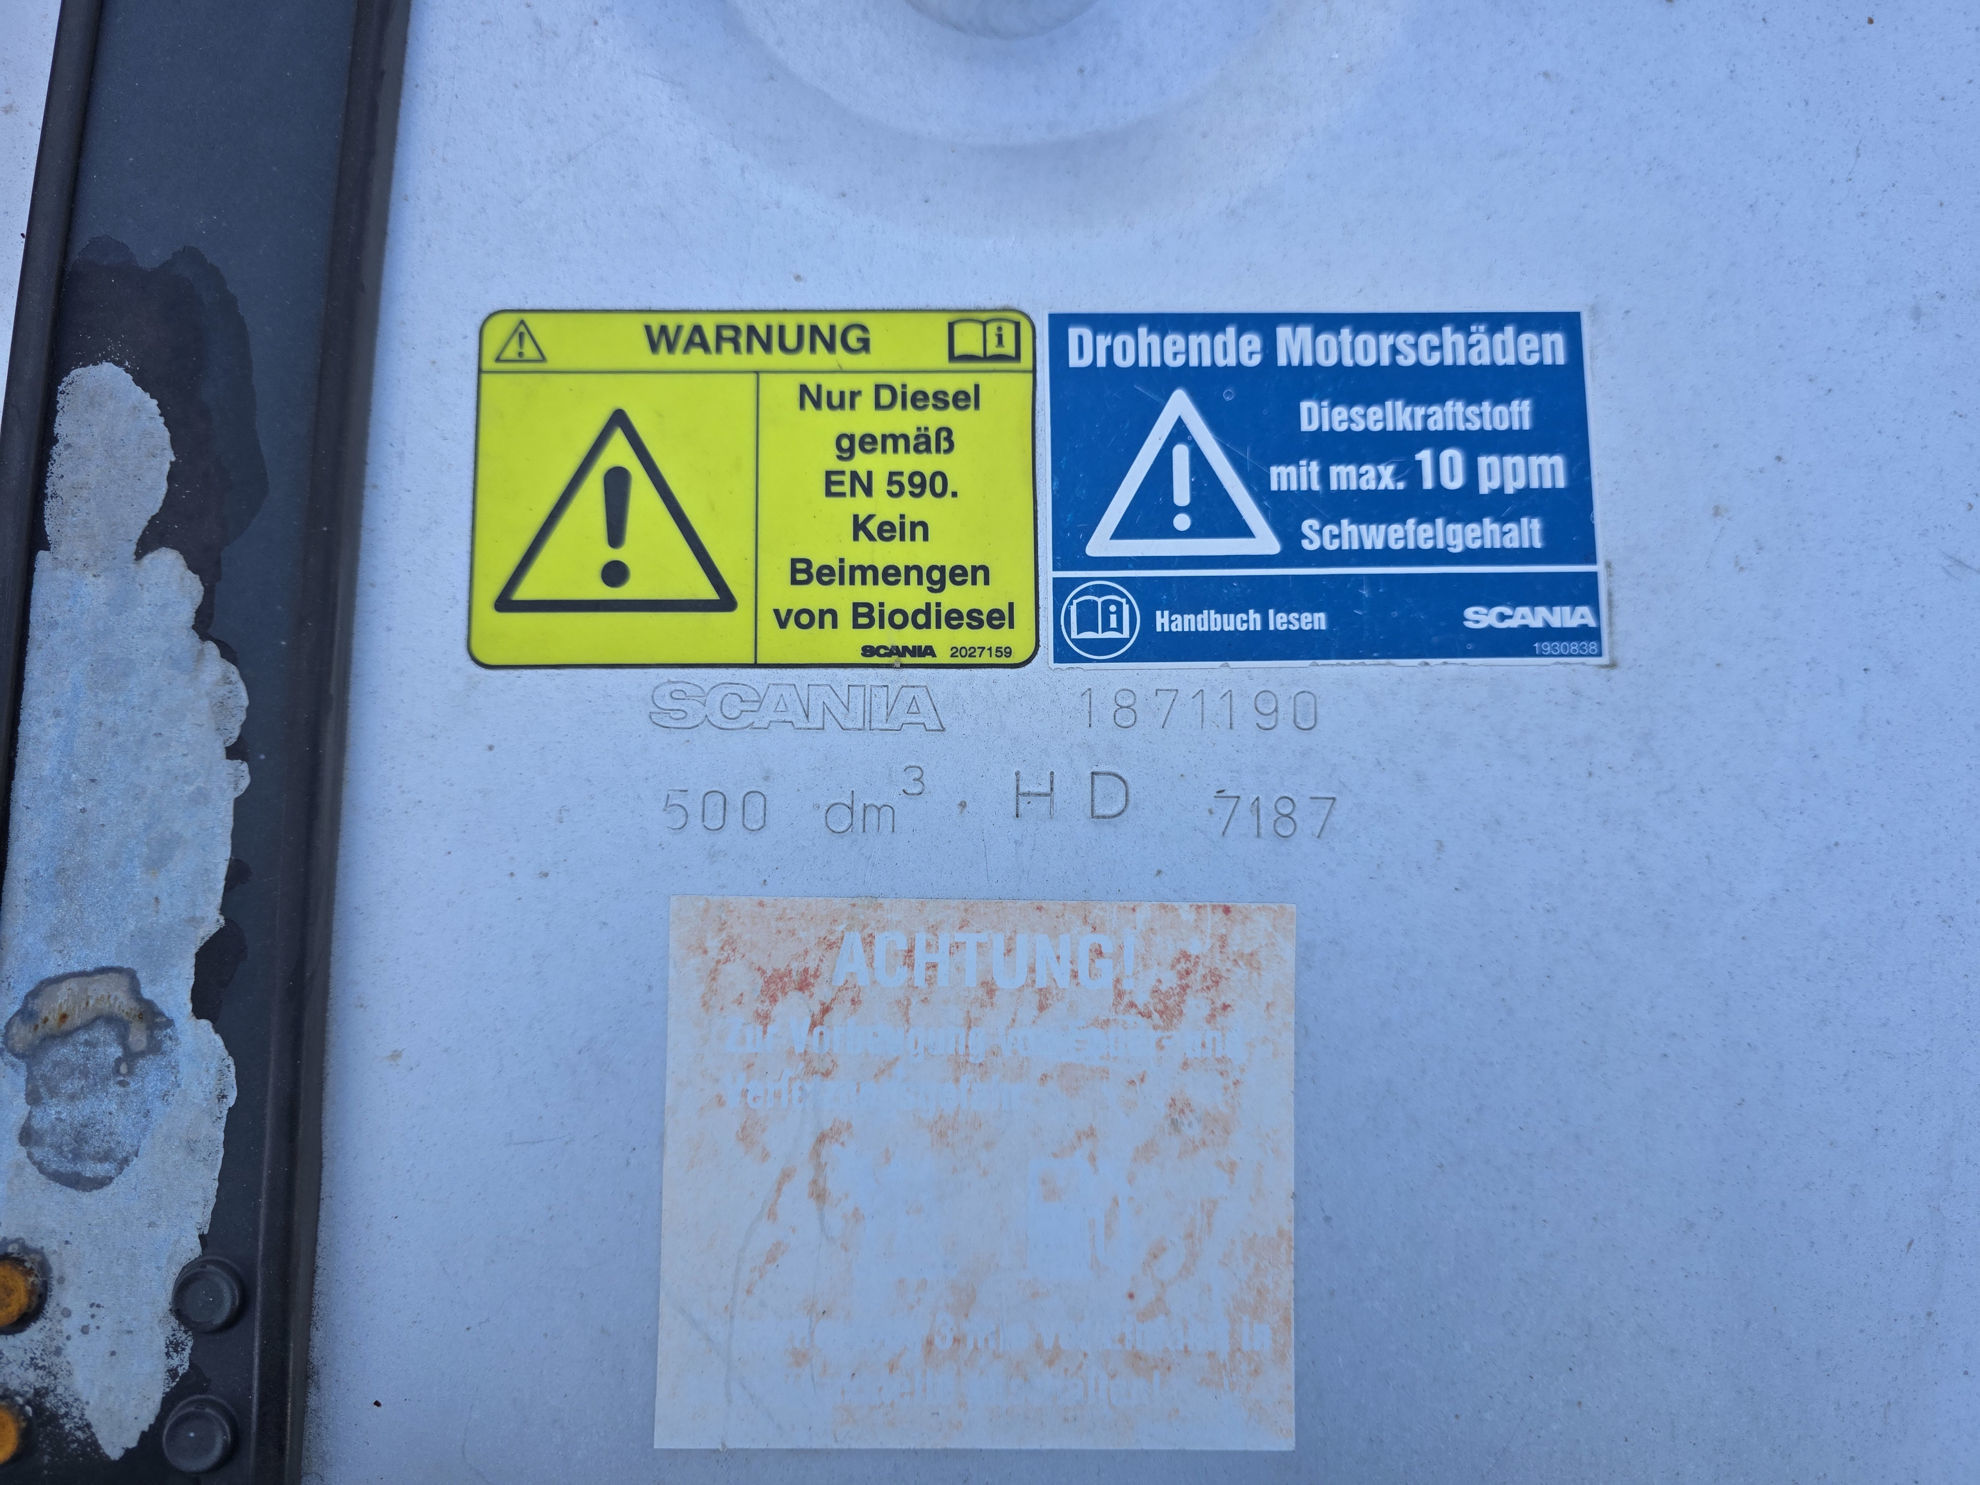 WARNUNG
Nur Diesel
gemäß
EN 590.
Kein
Beimengen
von Biodiesel
SCANIA 2027159
Drohende Motorschäden
Dieselkraftstoff
mit max. 10 ppm
Schwefelgehalt
Handbuch lesen
SCANIA
1930838
SCANIA 1871190
500 dm³ HD 7187
ACHTUNG!
Zur